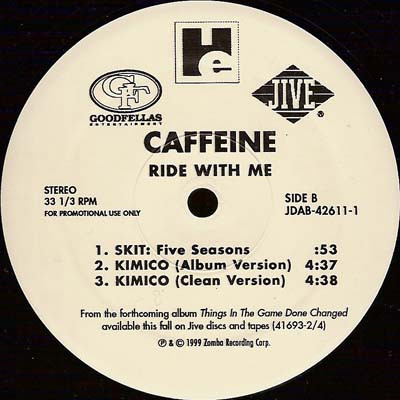 He
GF
GOODFELLAS
ENTERTAINMENT
JIVE
®
CAFFEINE
RIDE WITH ME
STEREO
33 1/3 RPM
FOR PROMOTIONAL USE ONLY
SIDE B
JDAB-42611-1
1. SKIT: Five Seasons :53
2. KIMICO (Album Version) 4:37
3. KIMICO (Clean Version) 4:38
From the forthcoming album Things In The Game Done Changed
available this fall on Jive discs and tapes (41693-2/4)
℗ & © 1999 Zomba Recording Corp.